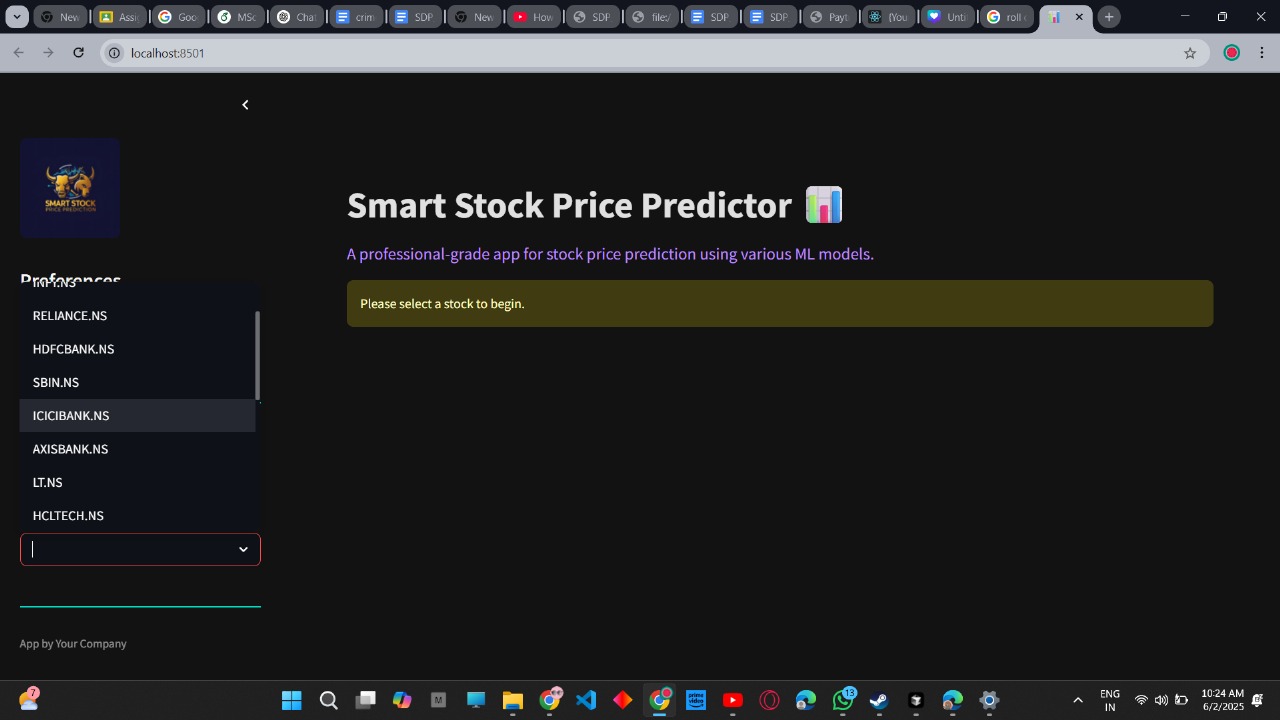 New
Assi
Goo
MSc
Chat
crim
SDP
New
How
SDP
file:/
SDP
SDP
Payt
(You
Unti
roll
localhost:8501
SMART STOCK
PRICE PREDICTION
Preferences
INFY.NS
RELIANCE.NS
HDFCBANK.NS
SBIN.NS
ICICIBANK.NS
AXISBANK.NS
LT.NS
HCLTECH.NS
App by Your Company
Smart Stock Price Predictor
A professional-grade app for stock price prediction using various ML models.
Please select a stock to begin.
7
M
prime video
13
ENG
IN
10:24 AM
6/2/2025